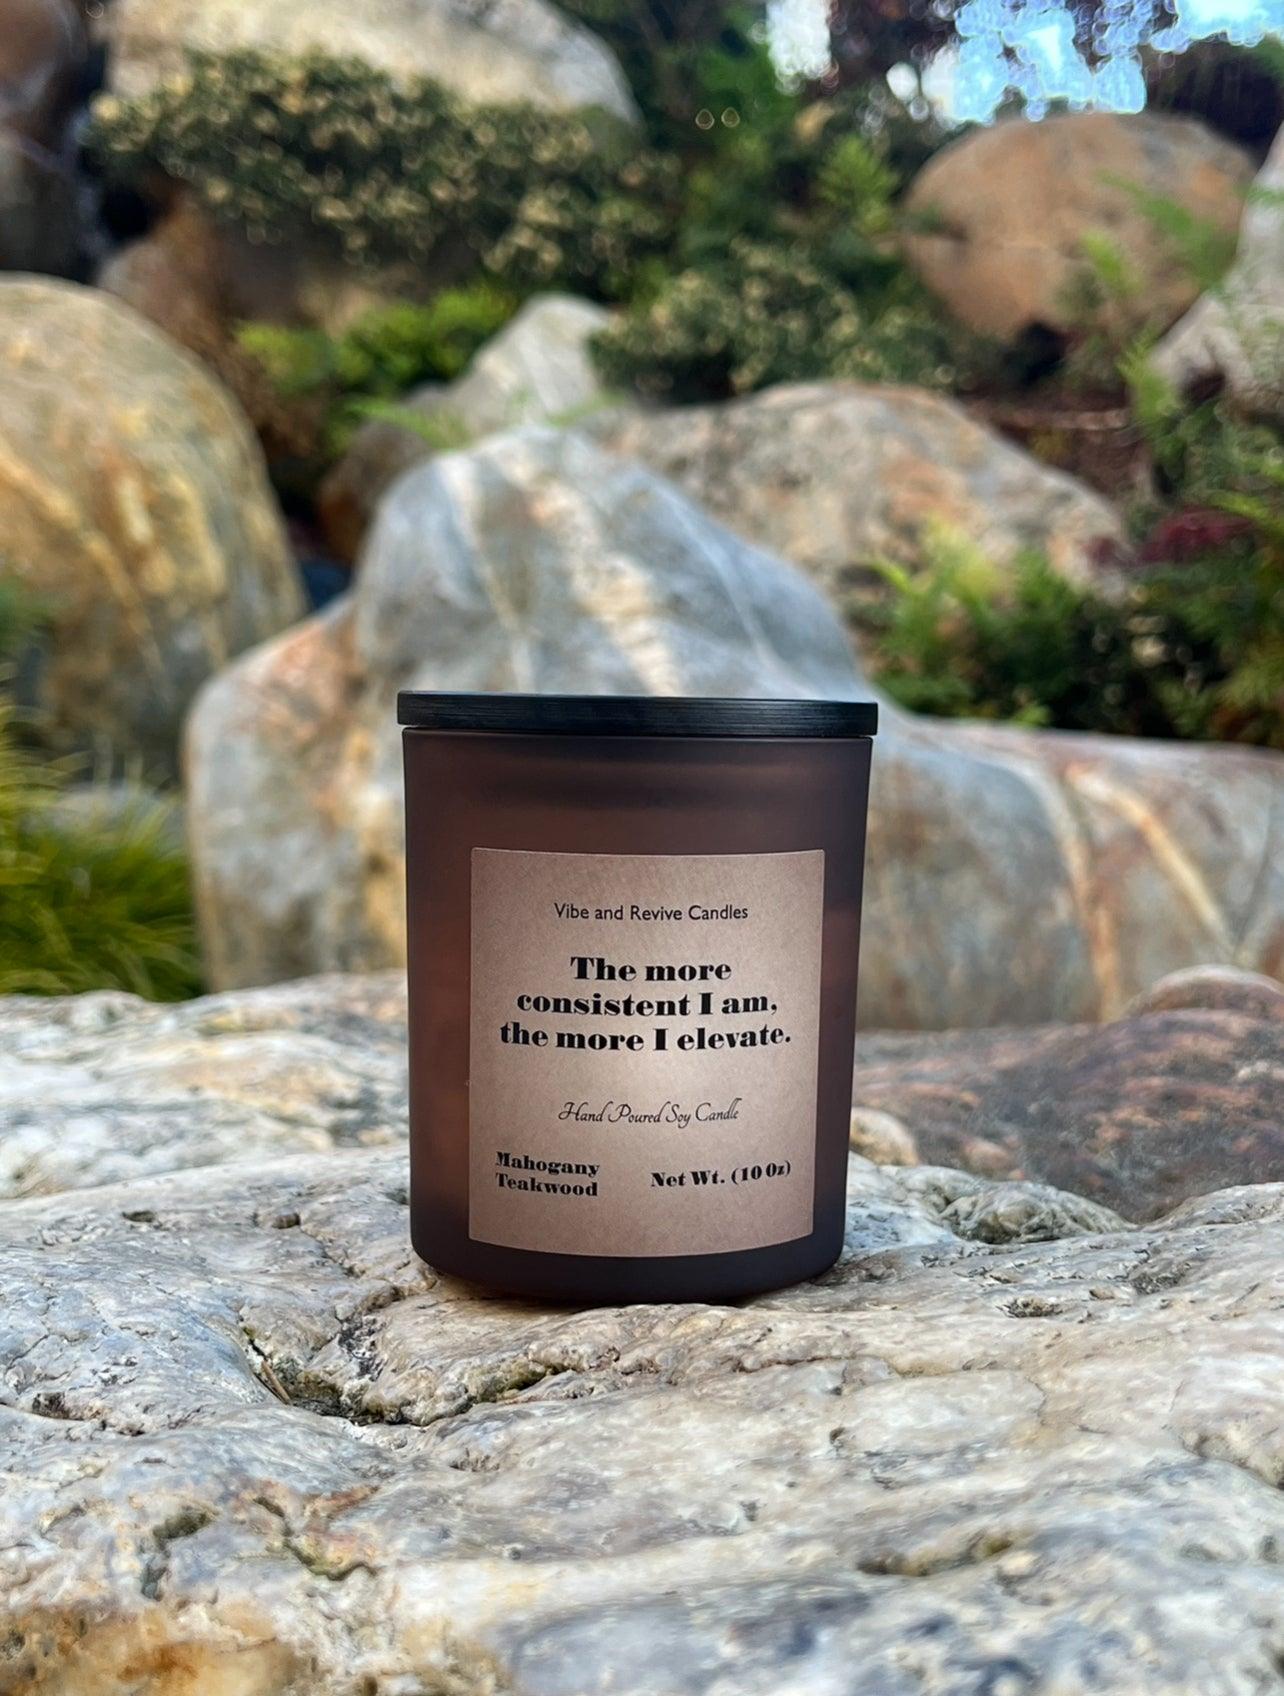 Vibe and Revive Candles
The more
consistent I am,
the more I elevate.
Hand Poured Soy Candle
Mahogany
Teakwood
Net Wt. (10 Oz)